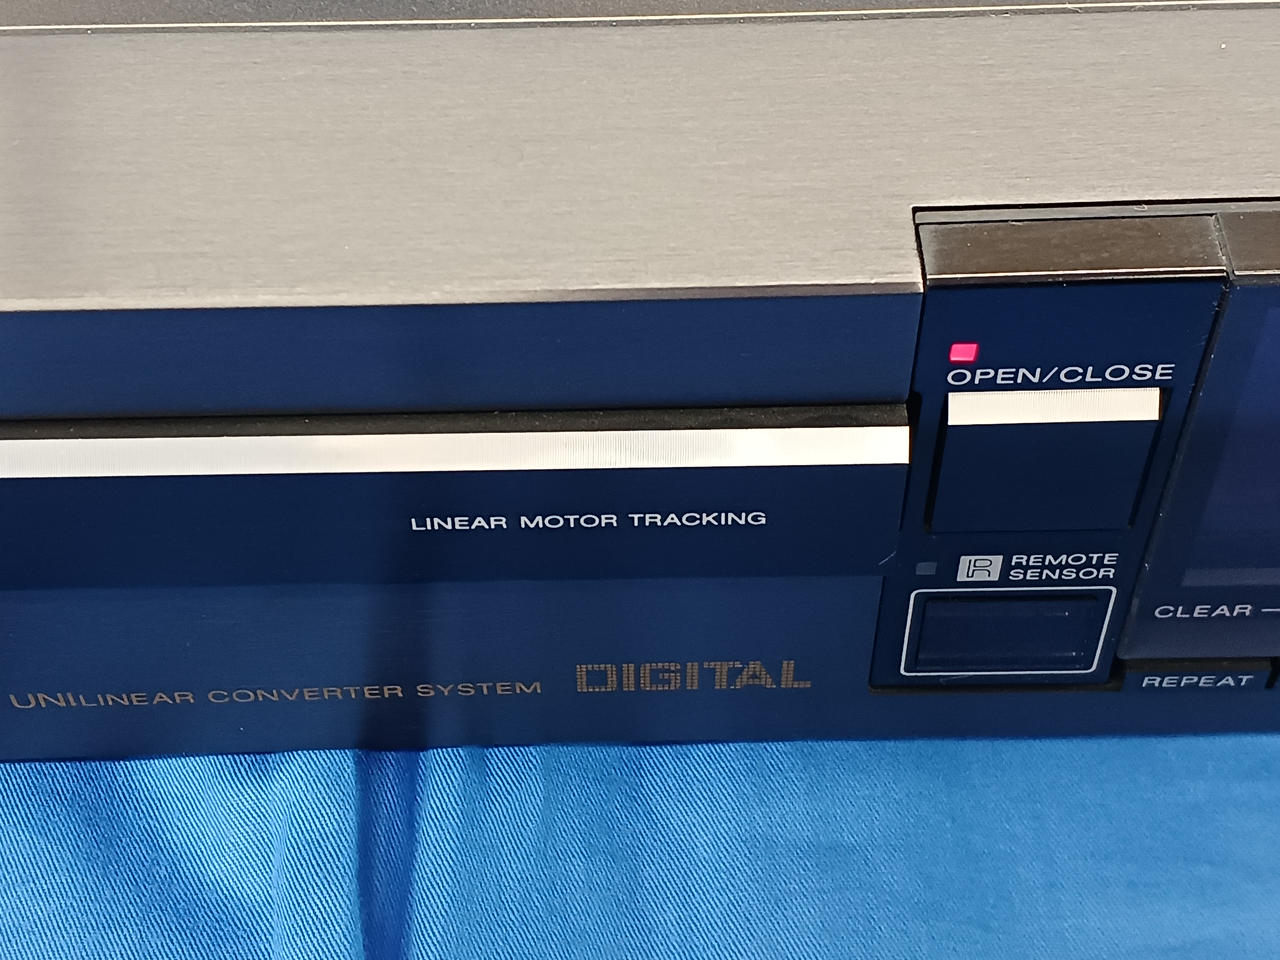 OPEN/CLOSE
LINEAR MOTOR TRACKING
R REMOTE
SENSOR
CLEAR
UNILINEAR CONVERTER SYSTEM DIGITAL
REPEAT